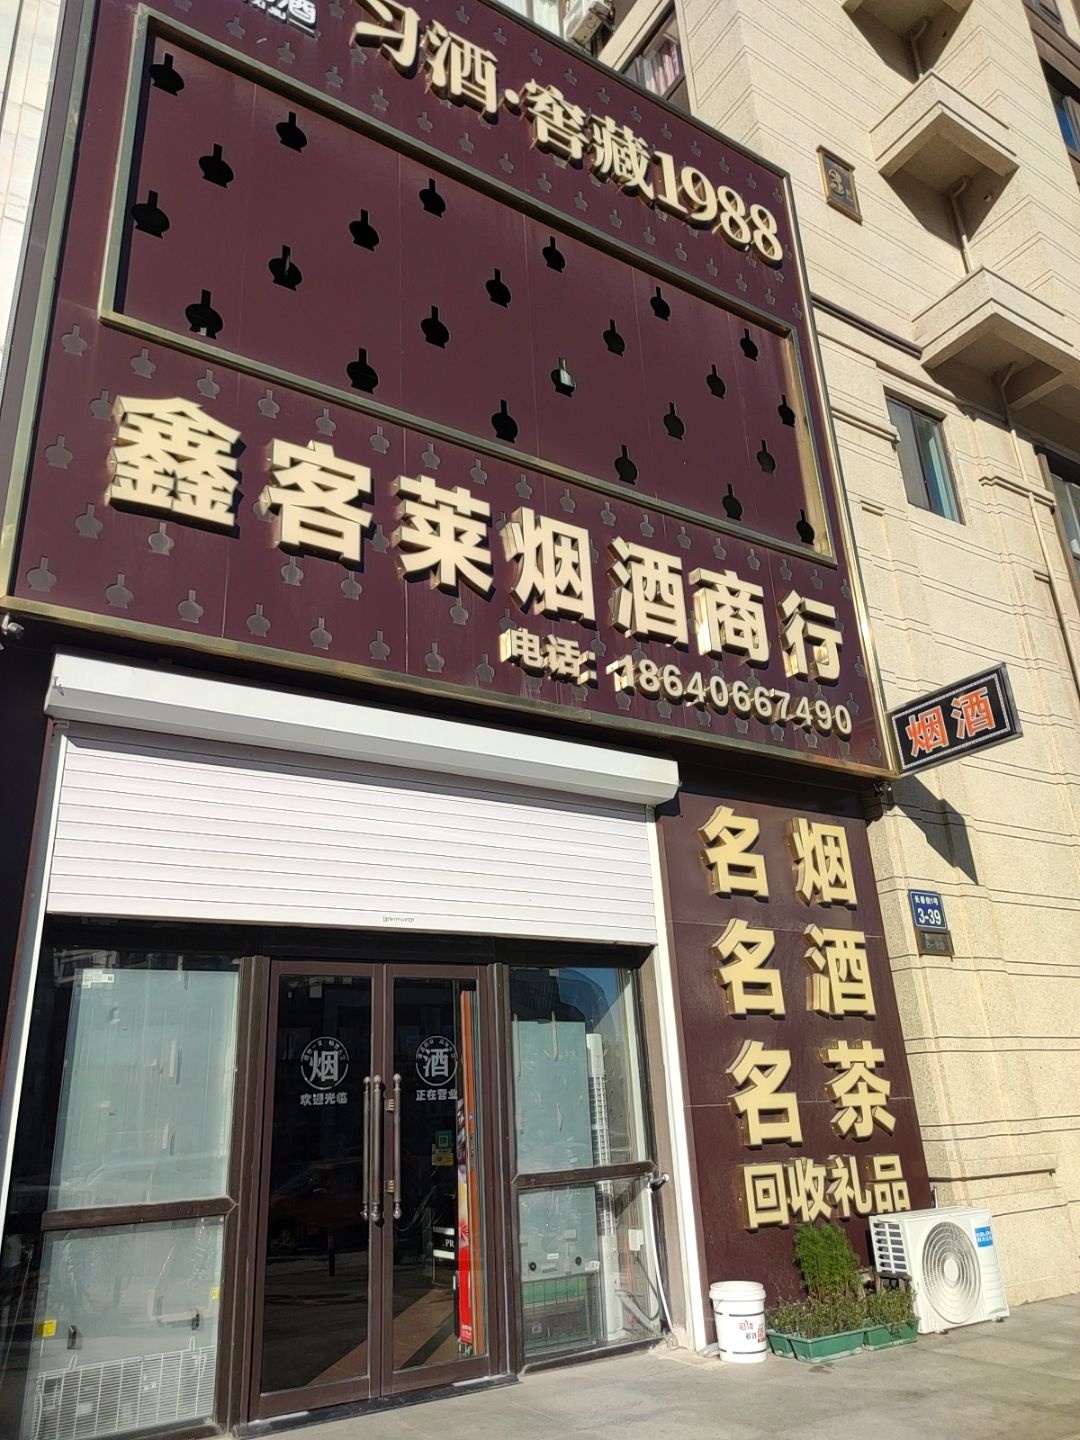 酒
习酒·窖藏1988
鑫客莱烟酒商行
电话：18640667490
烟酒
名烟
名酒
名茶
回收礼品
3-39
烟
欢迎光临
酒
正在营业